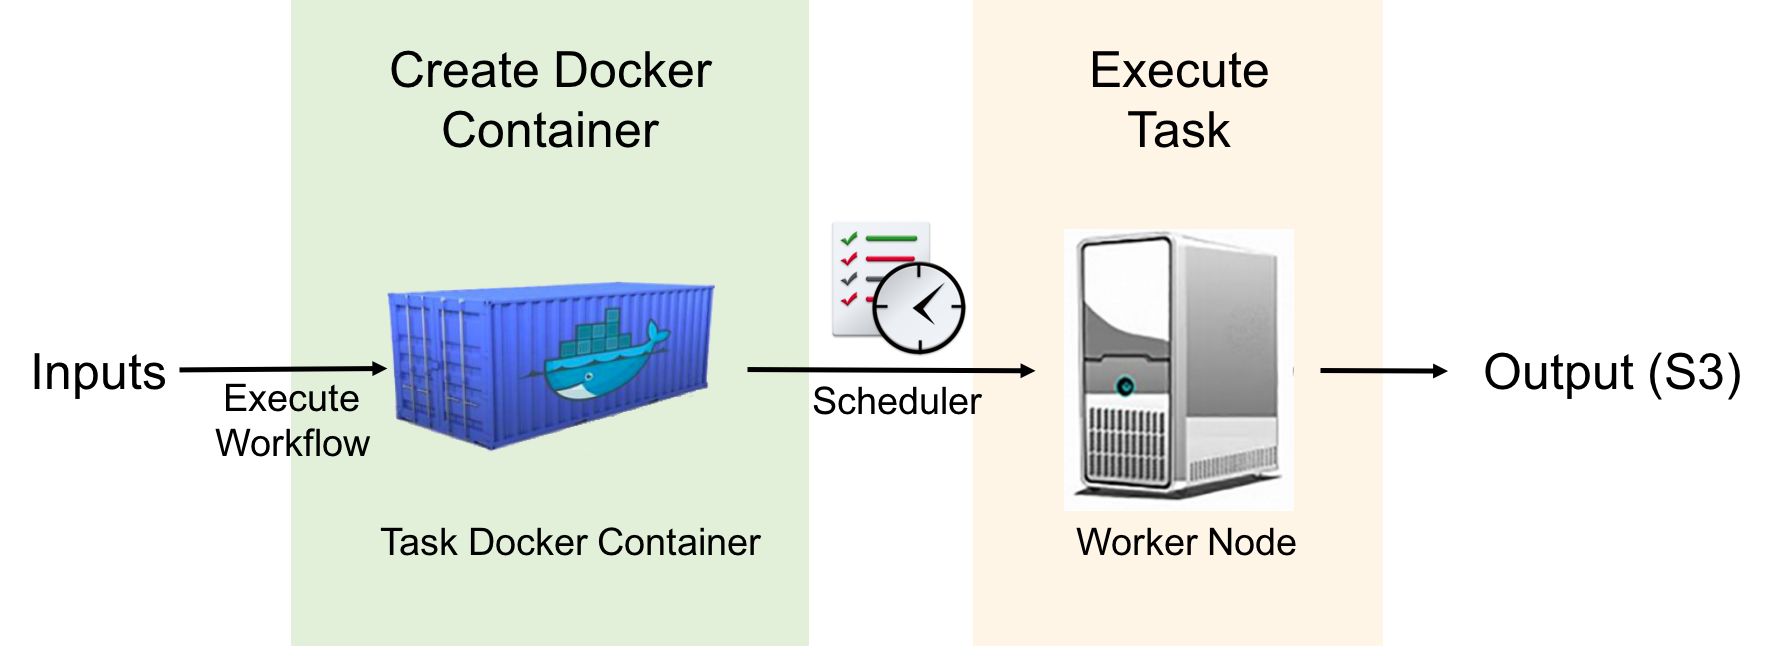 Create Docker
Container
Execute
Task
Inputs
Execute
Workflow
Scheduler
Output (S3)
Task Docker Container
Worker Node